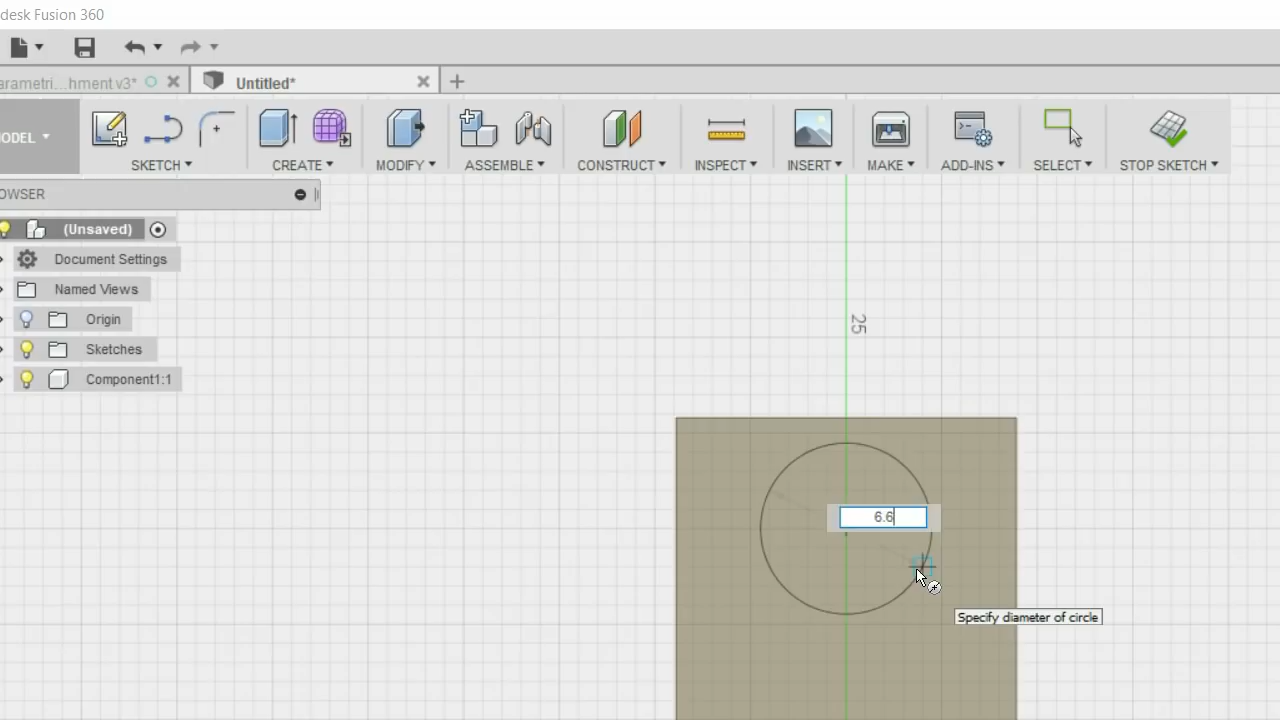 desk Fusion 360
arametri...hment v3*
Untitled*
ODEL
SKETCH
CREATE
MODIFY
ASSEMBLE
CONSTRUCT
INSPECT
INSERT
MAKE
ADD-INS
SELECT
STOP SKETCH
OWSER
(Unsaved)
Document Settings
Named Views
Origin
Sketches
Component1:1
25
6.6
Specify diameter of circle